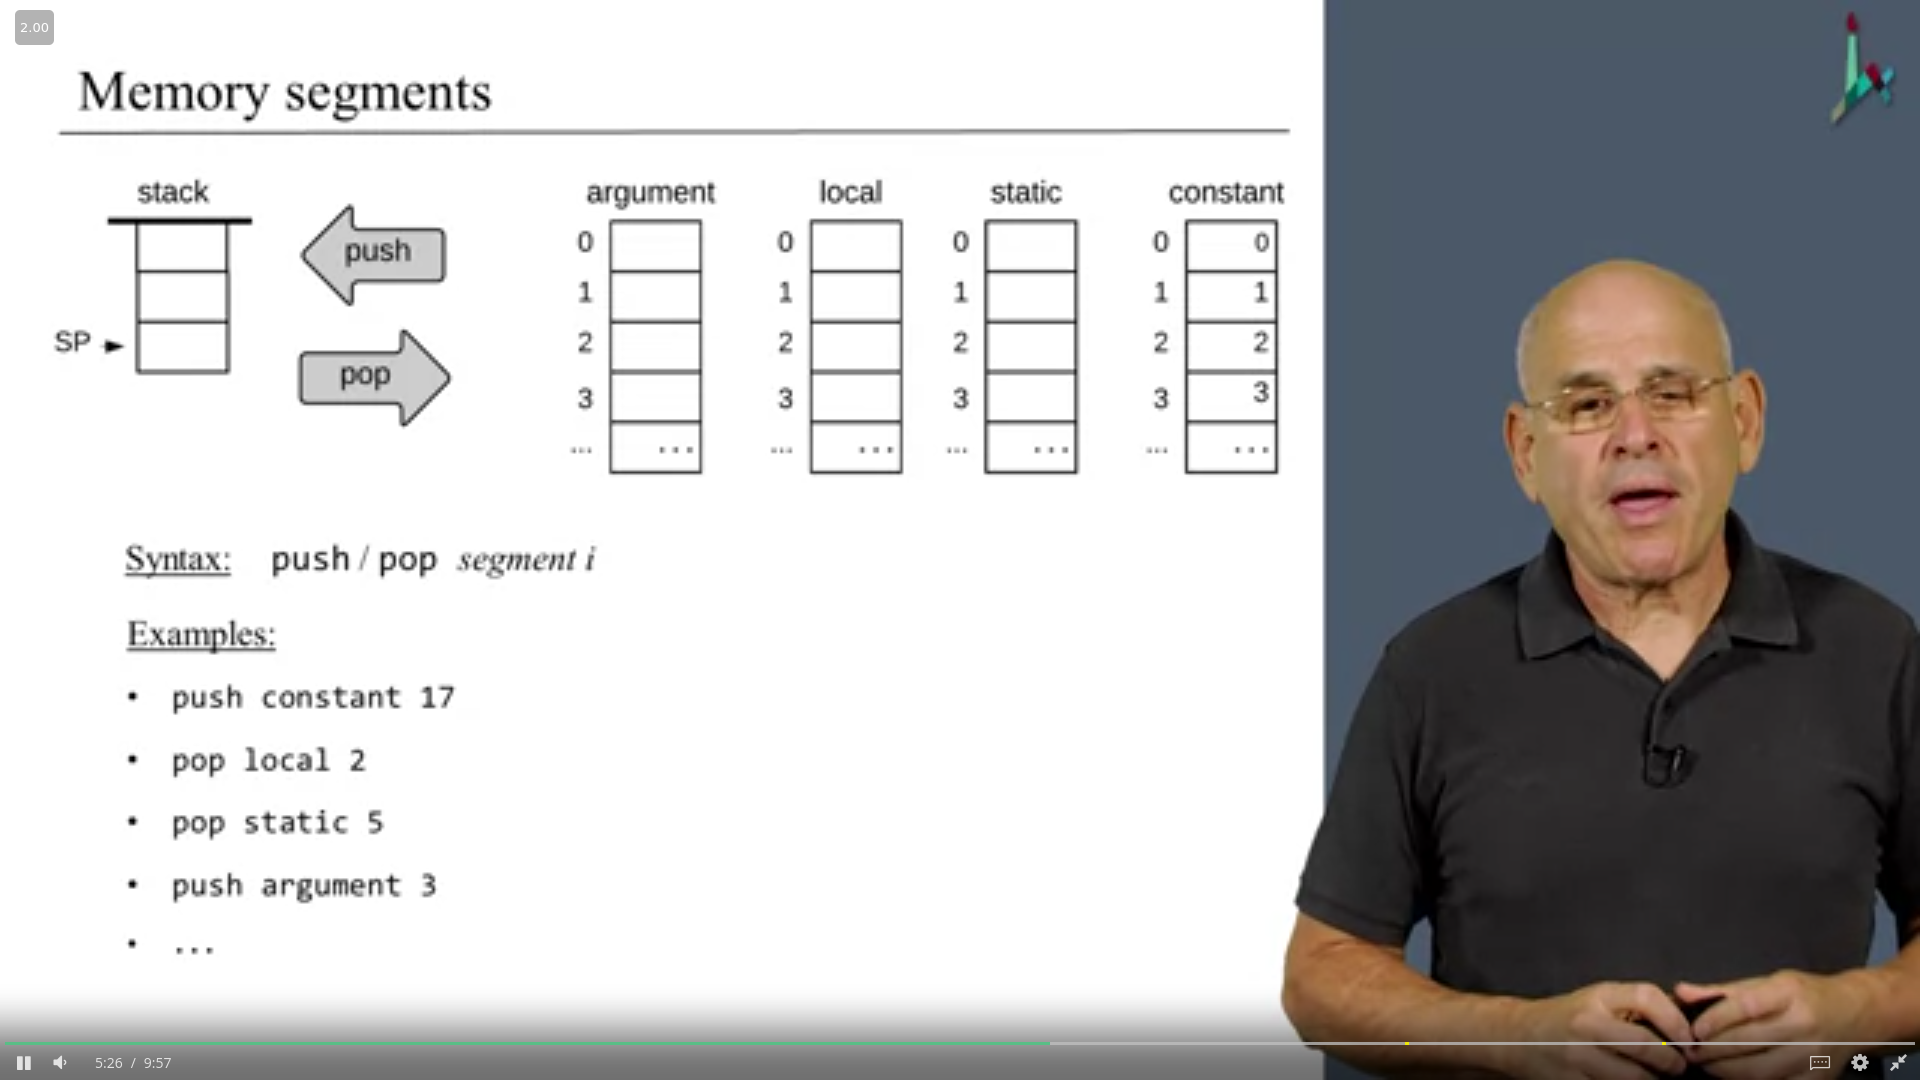 2.00
Memory segments
stack argument local static constant
push
pop
SP
0 0 0 0 0
1 1 1 1 1
2 2 2 2 2
3 3 3 3 3
... ... ... ... ... ... ... ...
Syntax: push / pop segment i
Examples:
• push constant 17
• pop local 2
• pop static 5
• push argument 3
• ...
5:26 / 9:57